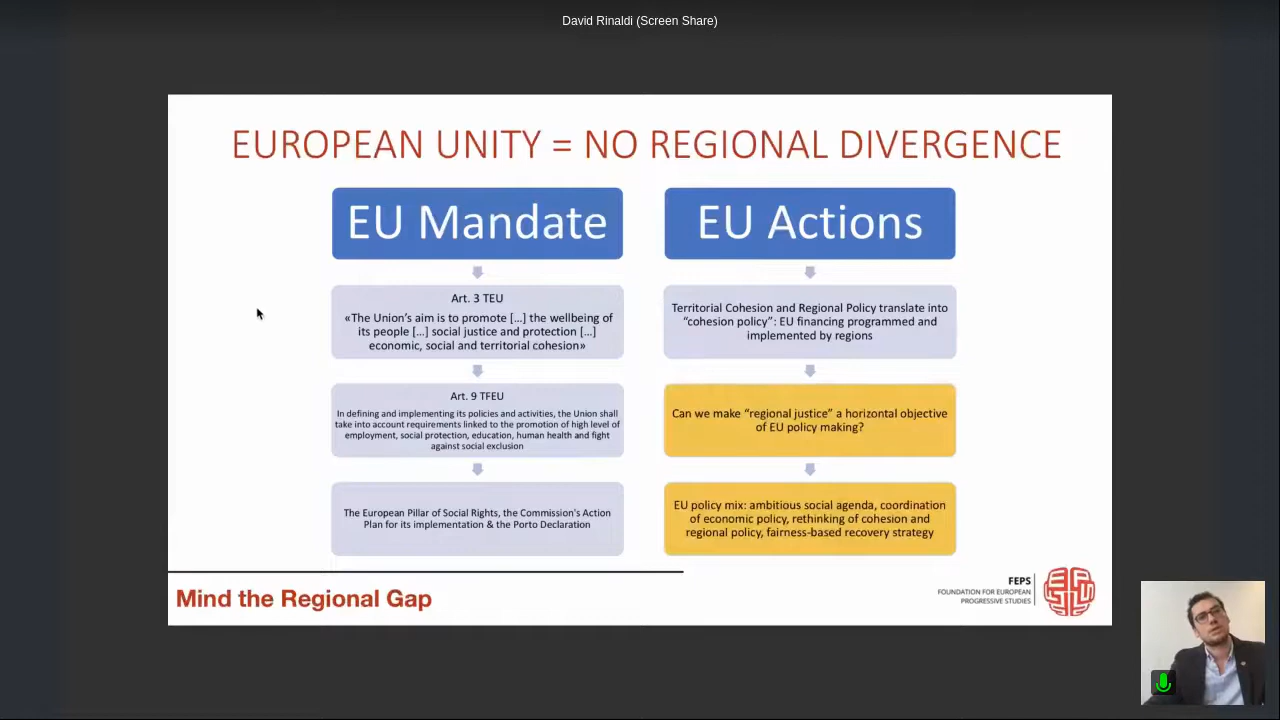 David Rinaldi (Screen Share)
EUROPEAN UNITY = NO REGIONAL DIVERGENCE
EU Mandate
Art. 3 TEU
«The Union's aim is to promote [...] the wellbeing of
its people [...] social justice and protection [...]
economic, social and territorial cohesion»
Art. 9 TFEU
In defining and implementing its policies and activities, the Union shall
take into account requirements linked to the promotion of high level of
employment, social protection, education, human health and fight
against social exclusion
The European Pillar of Social Rights, the Commission's Action
Plan for its implementation & the Porto Declaration
EU Actions
Territorial Cohesion and Regional Policy translate into
"cohesion policy": EU financing programmed and
implemented by regions
Can we make "regional justice" a horizontal objective
of EU policy making?
EU policy mix: ambitious social agenda, coordination
of economic policy, rethinking of cohesion and
regional policy, fairness-based recovery strategy
Mind the Regional Gap
FEPS
FOUNDATION FOR EUROPEAN
PROGRESSIVE STUDIES